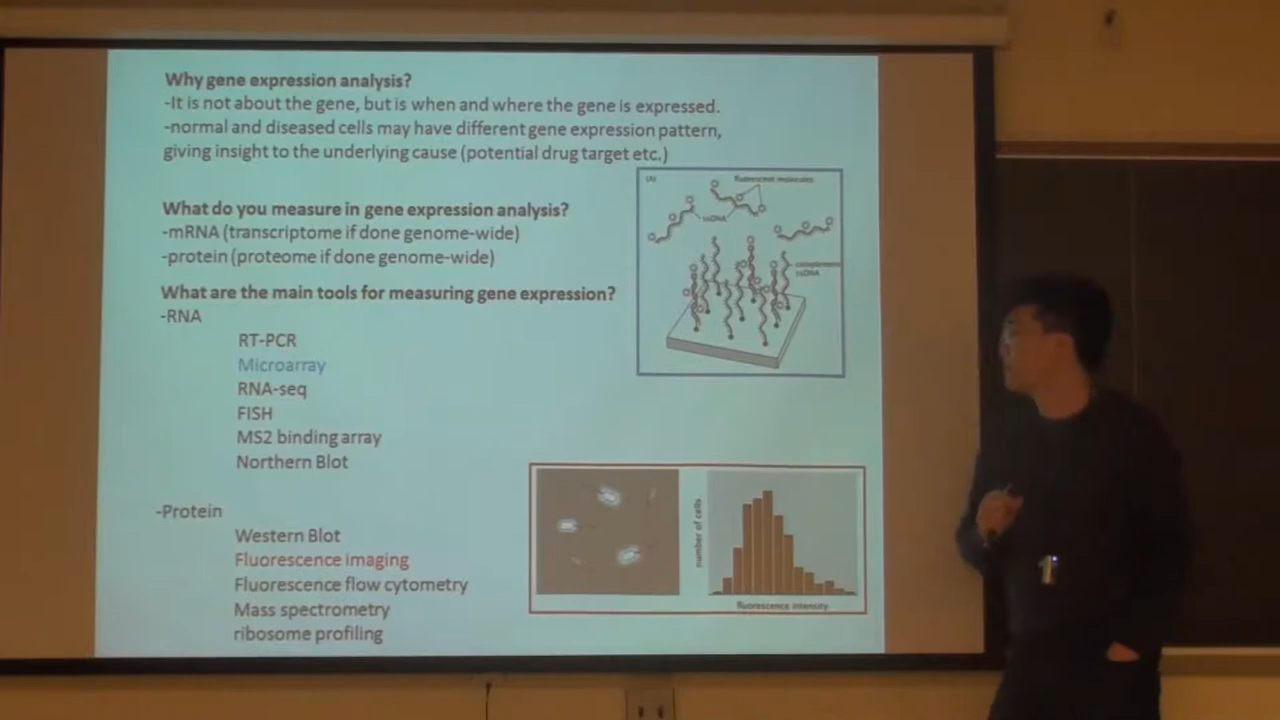 Why gene expression analysis?
-It is not about the gene, but is when and where the gene is expressed.
-normal and diseased cells may have different gene expression pattern,
giving insight to the underlying cause (potential drug target etc.)
(A)
fluorescent molecules
ssDNA
complement
ssDNA
What do you measure in gene expression analysis?
-mRNA (transcriptome if done genome-wide)
-protein (proteome if done genome-wide)
What are the main tools for measuring gene expression?
-RNA
RT-PCR
Microarray
RNA-seq
FISH
MS2 binding array
Northern Blot
-Protein
Western Blot
Fluorescence imaging
Fluorescence flow cytometry
Mass spectrometry
ribosome profiling
number of cells
fluorescence intensity